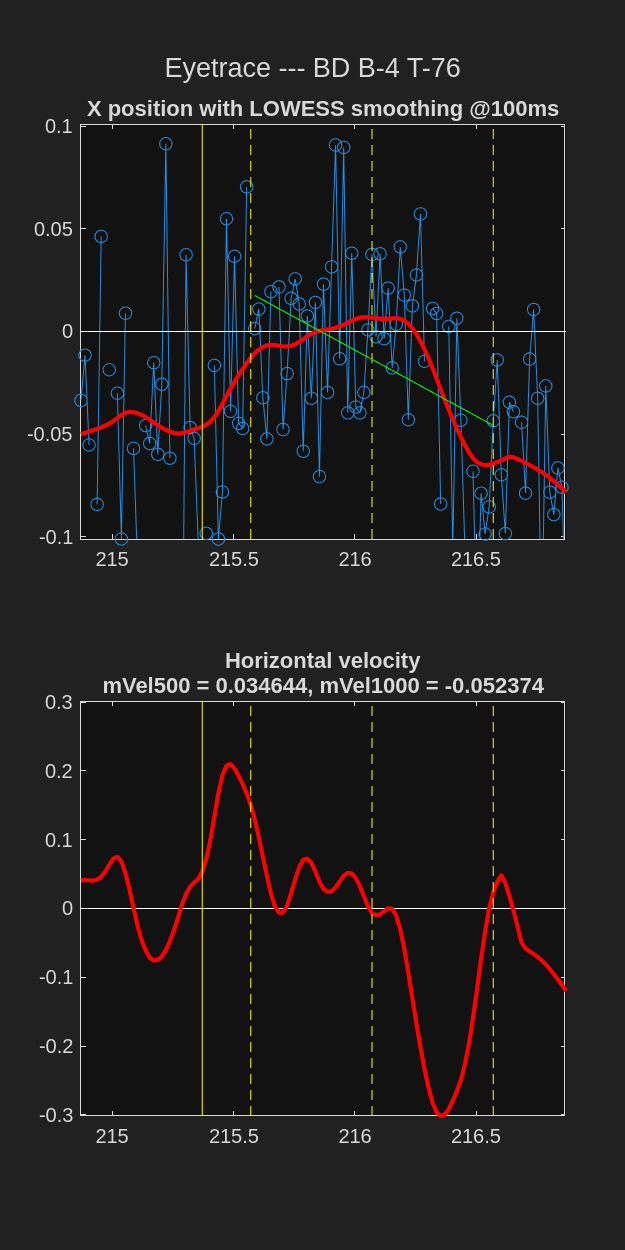 Eyetrace --- BD B-4 T-76
X position with LOWESS smoothing @100ms
0.1
0.05
0
-0.05
-0.1
215 215.5 216 216.5
Horizontal velocity
mVel500 = 0.034644, mVel1000 = -0.052374
0.3
0.2
0.1
0
-0.1
-0.2
-0.3
215 215.5 216 216.5